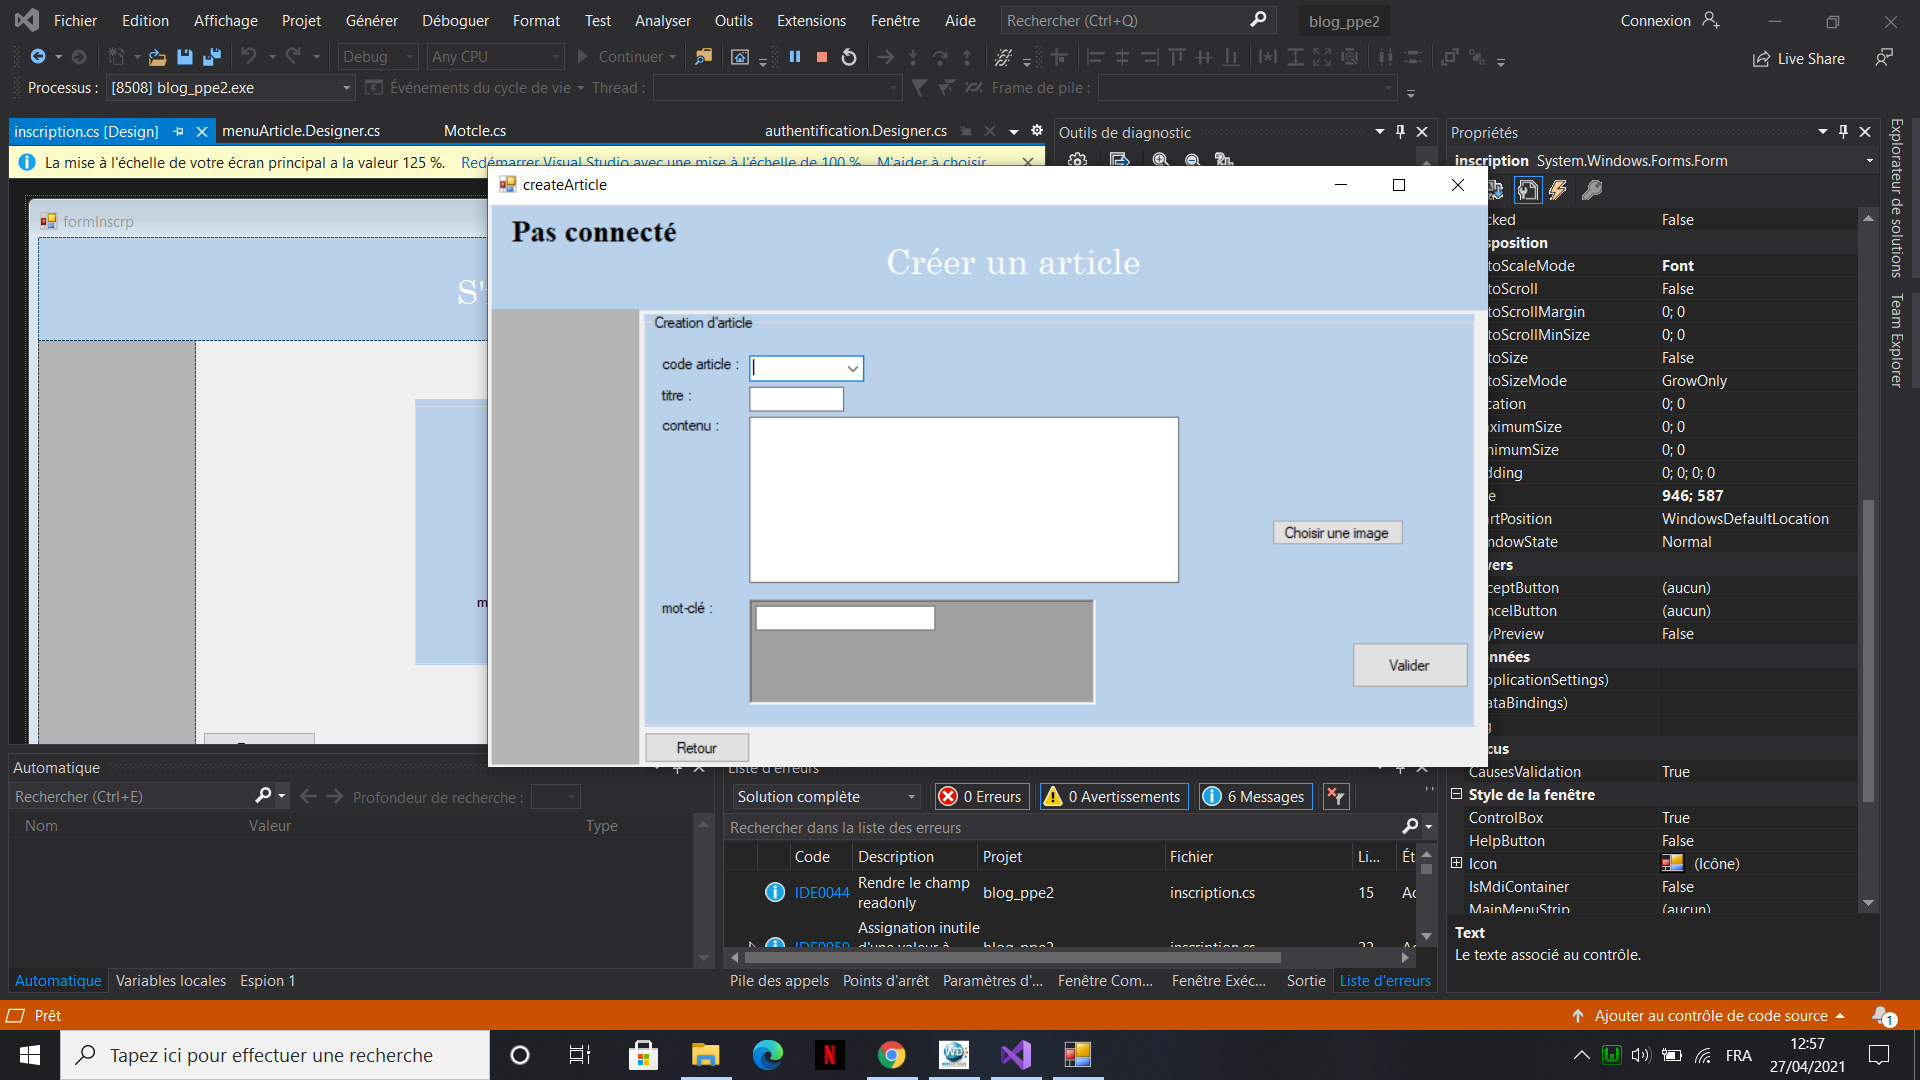 Fichier Edition Affichage Projet Générer Déboguer Format Test Analyser Outils Extensions Fenêtre Aide Rechercher (Ctrl+Q) blog_ppe2 Connexion
Debug Any CPU Continuer Live Share
Processus : [8508] blog_ppe2.exe Événements du cycle de vie Thread : Frame de pile :
inscription.cs [Design] menuArticle.Designer.cs Motcle.cs authentification.Designer.cs
La mise à l'échelle de votre écran principal a la valeur 125 %. Redémarrer Visual Studio avec une mise à l'échelle de 100 % M'aider à choisir
formInscrp
S'
m
createArticle
Pas connecté
Créer un article
Creation d'article
code article :
titre :
contenu :
Choisir une image
mot-clé :
Valider
Retour
Outils de diagnostic
Propriétés
inscription System.Windows.Forms.Form
cked False
sposition
toScaleMode Font
toScroll False
toScrollMargin 0; 0
toScrollMinSize 0; 0
toSize False
toSizeMode GrowOnly
cation 0; 0
ximumSize 0; 0
nimumSize 0; 0
dding 0; 0; 0; 0
e 946; 587
rtPosition WindowsDefaultLocation
ndowState Normal
vers
ceptButton (aucun)
ncelButton (aucun)
yPreview False
nnées
pplicationSettings)
ataBindings)
g
cus
CausesValidation True
Style de la fenêtre
ControlBox True
HelpButton False
Icon (Icône)
IsMdiContainer False
MainMenuStrip (aucun)
Text
Le texte associé au contrôle.
Explorateur de solutions
Team Explorer
Automatique
Rechercher (Ctrl+E) Profondeur de recherche :
Nom Valeur Type
Automatique Variables locales Espion 1
Liste d'erreurs
Solution complète 0 Erreurs 0 Avertissements 6 Messages
Rechercher dans la liste des erreurs
Code Description Projet Fichier Li... Ét
IDE0044 Rendre le champ readonly blog_ppe2 inscription.cs 15 Ac
IDE0059 Assignation inutile d'une valeur à blog_ppe2 inscription.cs 22 Ac
Pile des appels Points d'arrêt Paramètres d'... Fenêtre Com... Fenêtre Exéc... Sortie Liste d'erreurs
Prêt
Ajouter au contrôle de code source 1
Tapez ici pour effectuer une recherche
N
WD
FRA
12:57
27/04/2021